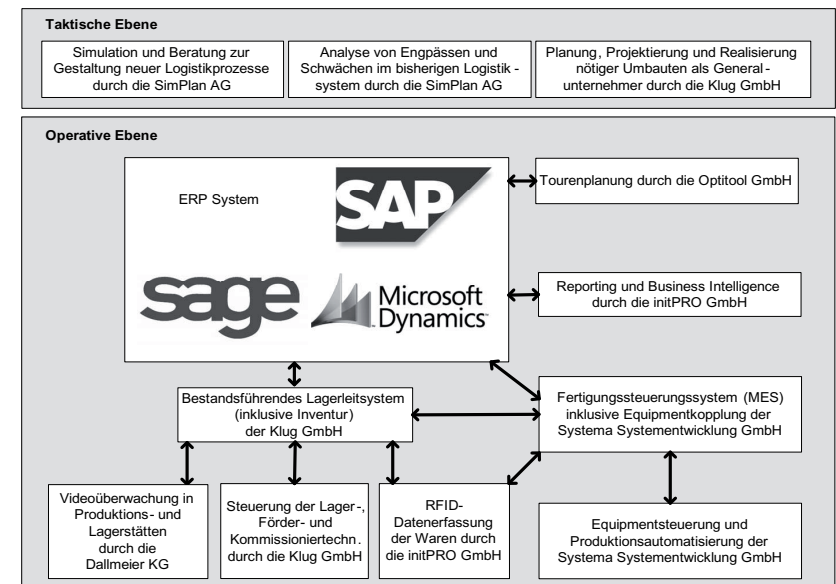 Taktische Ebene
Simulation und Beratung zur
Gestaltung neuer Logistikprozesse
durch die SimPlan AG
Analyse von Engpässen und
Schwächen im bisherigen Logistik -
system durch die SimPlan AG
Planung, Projektierung und Realisierung
nötiger Umbauten als General -
unternehmer durch die Klug GmbH
Operative Ebene
ERP System
SAP
sage
Microsoft
Dynamics
Tourenplanung durch die Optitool GmbH
Reporting und Business Intelligence
durch die initPRO GmbH
Bestandsführendes Lagerleitsystem
(inklusive Inventur)
der Klug GmbH
Fertigungssteuerungssystem (MES)
inklusive Equipmentkopplung der
Systema Systementwicklung GmbH
Videoüberwachung in
Produktions- und
Lagerstätten
durch die
Dallmeier KG
Steuerung der Lager-,
Förder- und
Kommissioniertechn.
durch die Klug GmbH
RFID-
Datenerfassung
der Waren durch
die initPRO GmbH
Equipmentsteuerung und
Produktionsautomatisierung der
Systema Systementwicklung GmbH